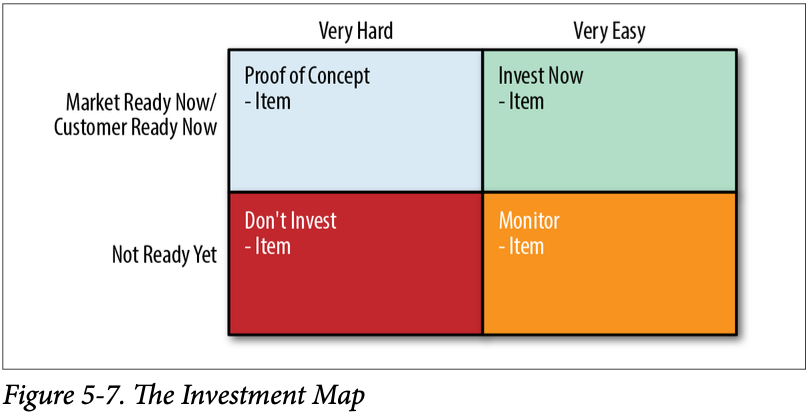 Very Hard
Very Easy
Market Ready Now/
Customer Ready Now
Proof of Concept
- Item
Invest Now
- Item
Not Ready Yet
Don't Invest
- Item
Monitor
- Item
Figure 5-7. The Investment Map